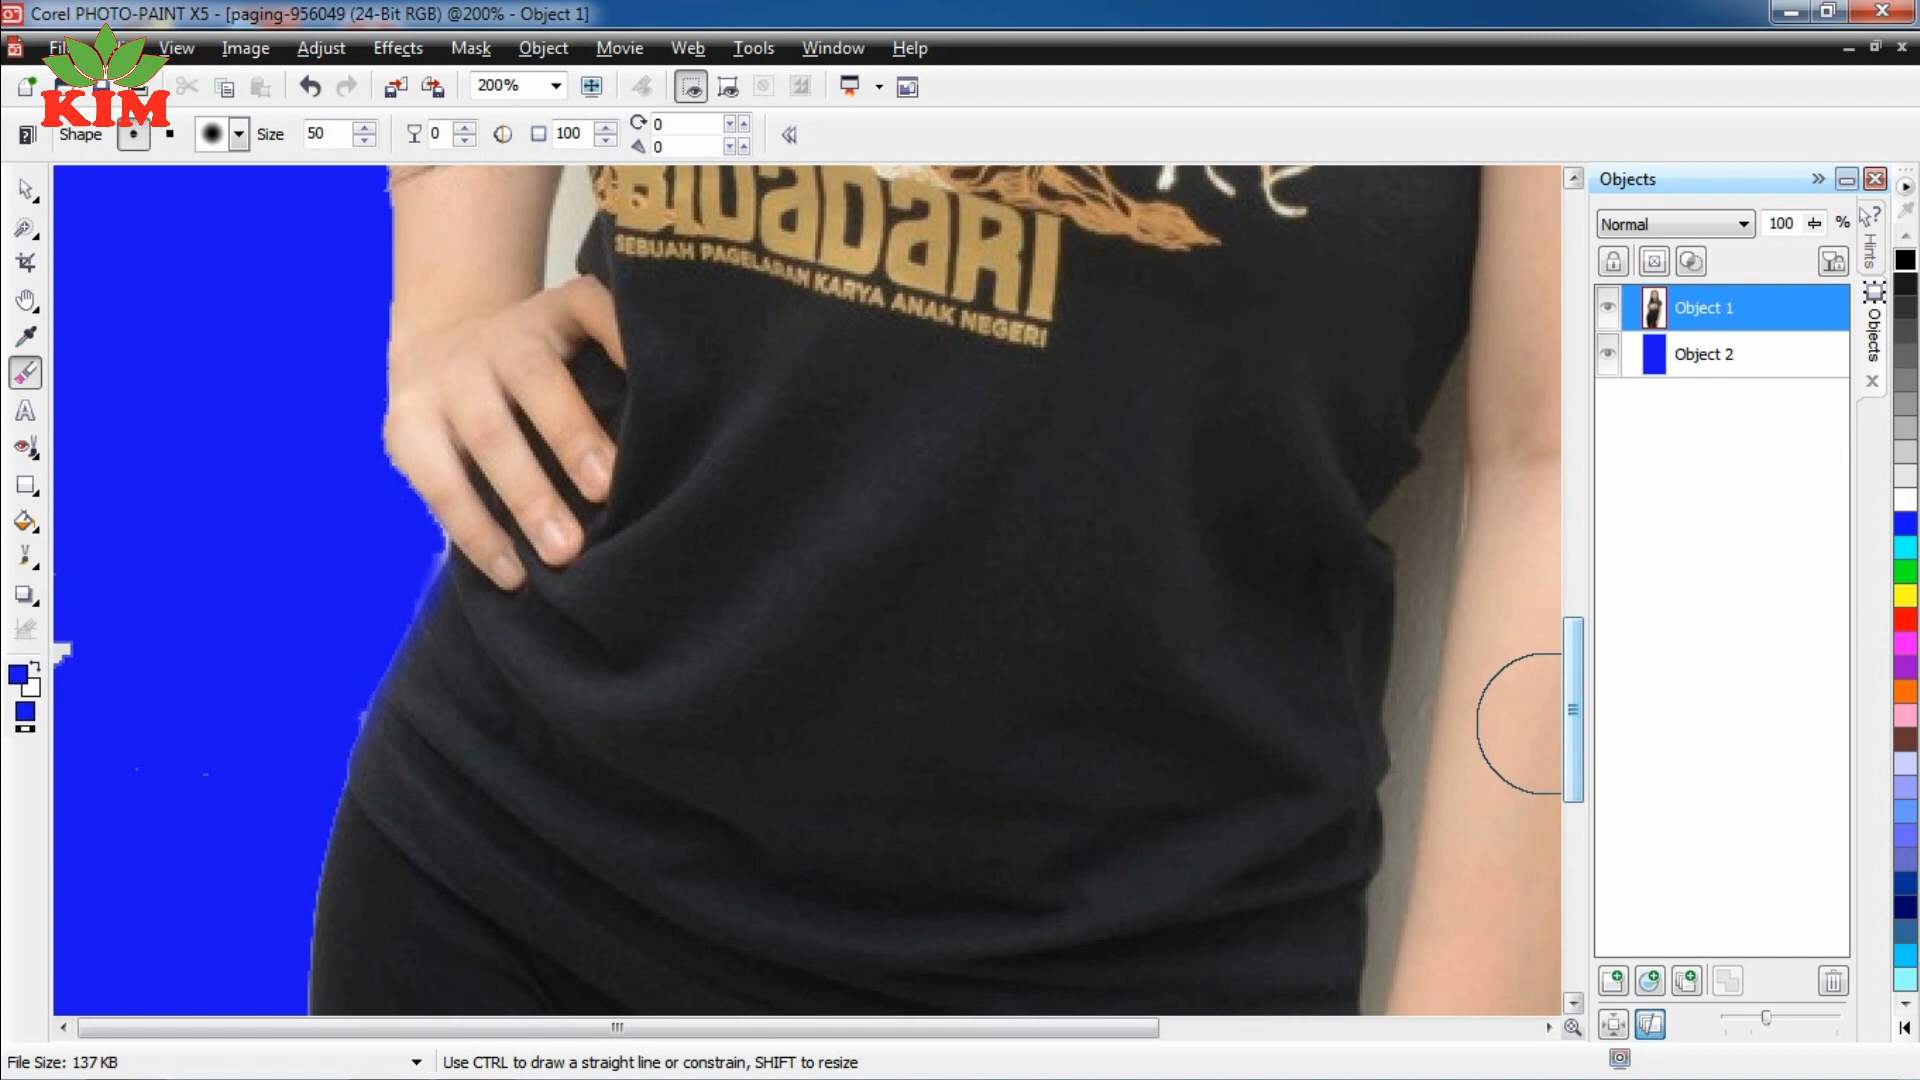 Corel PHOTO-PAINT X5 - [paging-956049 (24-Bit RGB) @200% - Object 1]
View Image Adjust Effects Mask Object Movie Web Tools Window Help
KIM
200%
Shape Size 50 0 100 0
0
Objects
Normal 100 %
Hints
Object 1
Object 2
Objects
BIDADARI
SEBUAH PAGELARAN KARYA ANAK NEGERI
File Size: 137 KB Use CTRL to draw a straight line or constrain, SHIFT to resize